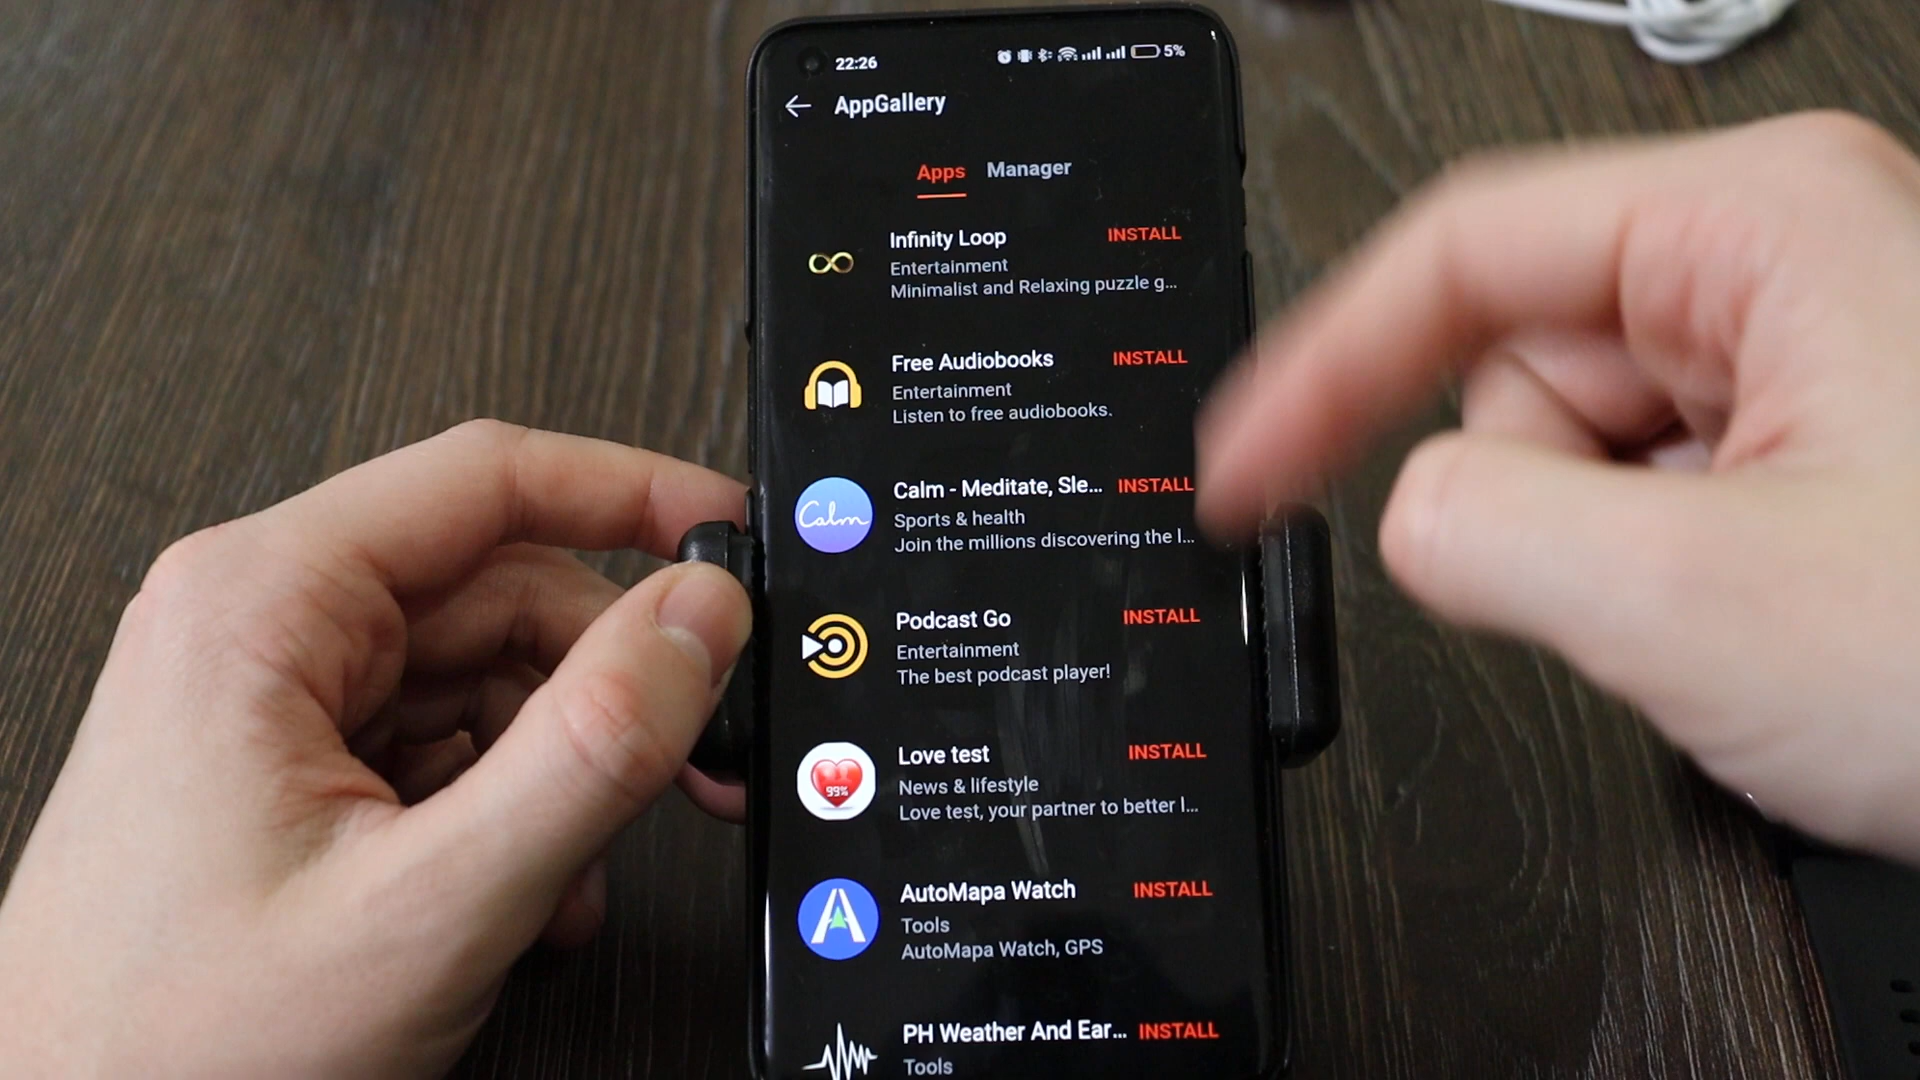 22:26
5%
AppGallery
Apps Manager
Infinity Loop
INSTALL
Entertainment
Minimalist and Relaxing puzzle g...
Free Audiobooks
INSTALL
Entertainment
Listen to free audiobooks.
Calm
Calm - Meditate, Sle...
INSTALL
Sports & health
Join the millions discovering the l...
Podcast Go
INSTALL
Entertainment
The best podcast player!
99%
Love test
INSTALL
News & lifestyle
Love test, your partner to better l...
AutoMapa Watch
INSTALL
Tools
AutoMapa Watch, GPS
PH Weather And Ear...
INSTALL
Tools